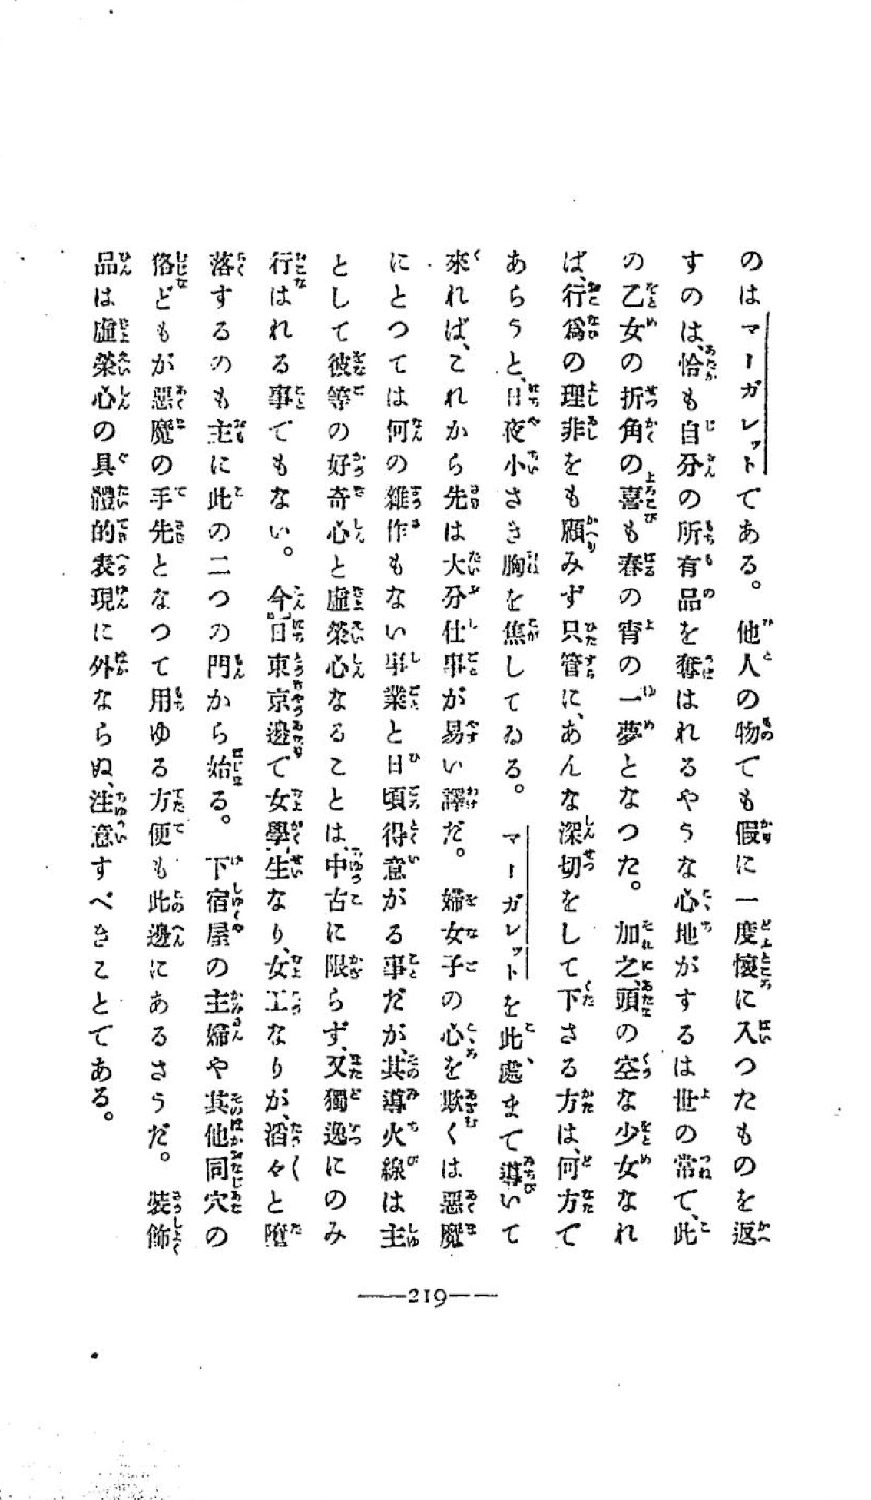 のはマーガレットである。他人の物でも假に一度懷に入つたものを返
すのは、恰も自分の所有品を奪はれるやうな心地がするは世の常で、此
の乙女の折角の喜も春の宵の一夢となつた。加之、頭の空な少女なれ
ば、行爲の理非をも顧みず只管に、あんな深切をして下さる方は、何方で
あらうと、日夜小さき胸を焦してゐる。マーガレットを此處まで導いて
來れば、これから先は大分仕事が易い譯だ。婦女子の心を欺くは惡魔
にとつては何の雜作もない事業と日頃得意がる事だが、其導火線は主
として彼等の好奇心と虛榮心なることは、中古に限らず、又獨逸にのみ
行はれる事でもない。今日東京邊で女學生なり、女工なりが、滔々と墮
落するのも主に此の二つの門から始る。下宿屋の主婦や其他同穴の
狢どもが惡魔の手先となつて用ゆる方便も此邊にあるさうだ。裝飾
品は虛榮心の具體的表現に外ならぬ、注意すべきことである。
——219——